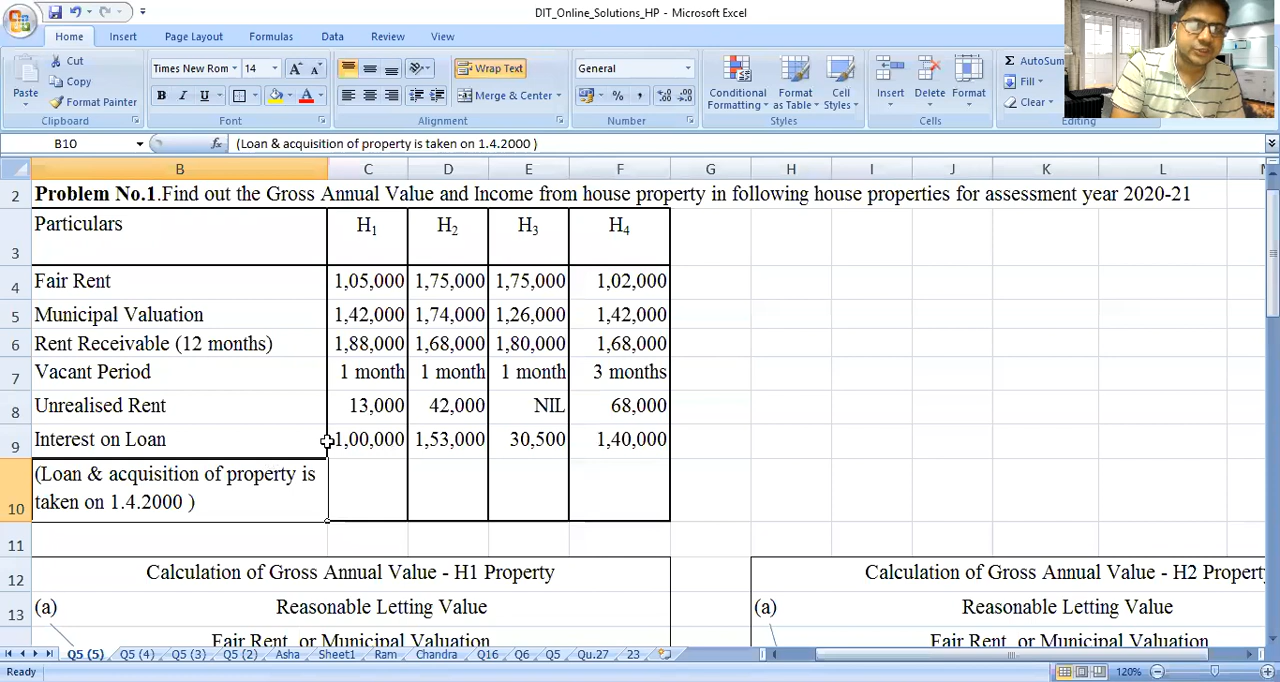 DIT_Online_Solutions_HP - Microsoft Excel
Home Insert Page Layout Formulas Data Review View
Paste
Cut
Copy
Format Painter
Clipboard
Times New Rom 14 A A
B I U A
Font
Wrap Text
Merge & Center
Alignment
General
% ,
Number
Conditional Formatting
Format as Table
Cell Styles
Styles
Insert Delete Format
Cells
Σ AutoSum
Fill
Clear
Editing
B10 fx (Loan & acquisition of property is taken on 1.4.2000 )
B C D E F G H I J K L
2 Problem No.1.Find out the Gross Annual Value and Income from house property in following house properties for assessment year 2020-21
3 Particulars H1 H2 H3 H4
4 Fair Rent 1,05,000 1,75,000 1,75,000 1,02,000
5 Municipal Valuation 1,42,000 1,74,000 1,26,000 1,42,000
6 Rent Receivable (12 months) 1,88,000 1,68,000 1,80,000 1,68,000
7 Vacant Period 1 month 1 month 1 month 3 months
8 Unrealised Rent 13,000 42,000 NIL 68,000
9 Interest on Loan 1,00,000 1,53,000 30,500 1,40,000
(Loan & acquisition of property is
10 taken on 1.4.2000 )
11
12 Calculation of Gross Annual Value - H1 Property Calculation of Gross Annual Value - H2 Property
13 (a) Reasonable Letting Value (a) Reasonable Letting Value
Fair Rent or Municipal Valuation Fair Rent or Municipal Valuation
Q5 (5) Q5 (4) Q5 (3) Q5 (2) Asha Sheet1 Ram Chandra Q16 Q6 Q5 Qu.27 23
Ready 120%